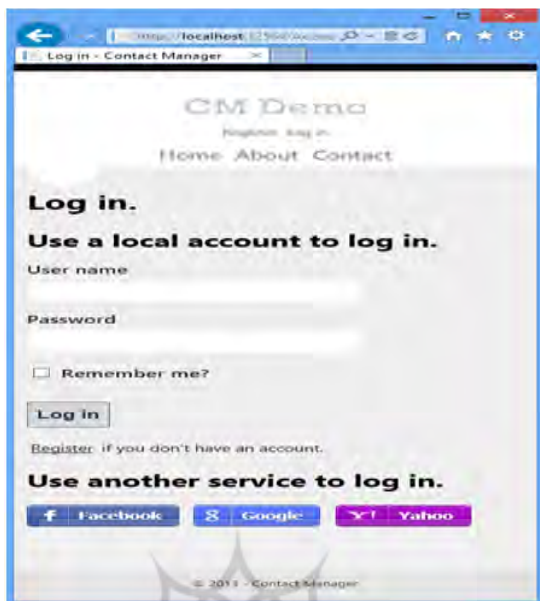 localhost
Log in - Contact Manager
CM Demo
Register Log in
Home About Contact
Log in.
Use a local account to log in.
User name
Password
Remember me?
Log in
Register if you don't have an account.
Use another service to log in.
f Facebook
8 Google
Y! Yahoo
© 2013 - Contact Manager